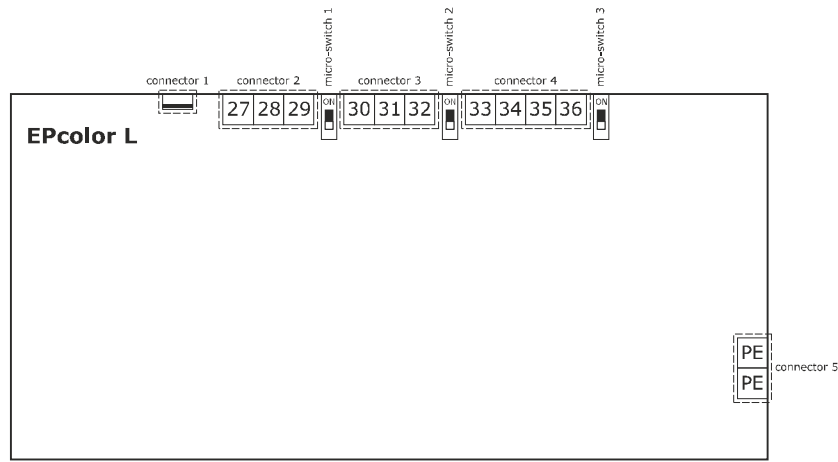 micro-switch 1
micro-switch 2
micro-switch 3
connector 1
connector 2
connector 3
connector 4
27 28 29
ON
30 31 32
ON
33 34 35 36
ON
EPcolor L
PE
connector 5
PE